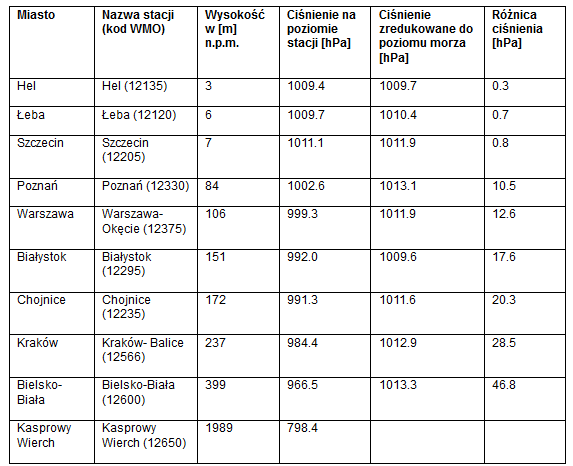 Miasto Nazwa stacji (kod WMO) Wysokość w [m] n.p.m. Ciśnienie na poziomie stacji [hPa] Ciśnienie zredukowane do poziomu morza [hPa] Różnica ciśnienia [hPa]
Hel Hel (12135) 3 1009.4 1009.7 0.3
Łeba Łeba (12120) 6 1009.7 1010.4 0.7
Szczecin Szczecin (12205) 7 1011.1 1011.9 0.8
Poznań Poznań (12330) 84 1002.6 1013.1 10.5
Warszawa Warszawa-Okęcie (12375) 106 999.3 1011.9 12.6
Białystok Białystok (12295) 151 992.0 1009.6 17.6
Chojnice Chojnice (12235) 172 991.3 1011.6 20.3
Kraków Kraków- Balice (12566) 237 984.4 1012.9 28.5
Bielsko-Biała Bielsko-Biała (12600) 399 966.5 1013.3 46.8
Kasprowy Wierch Kasprowy Wierch (12650) 1989 798.4